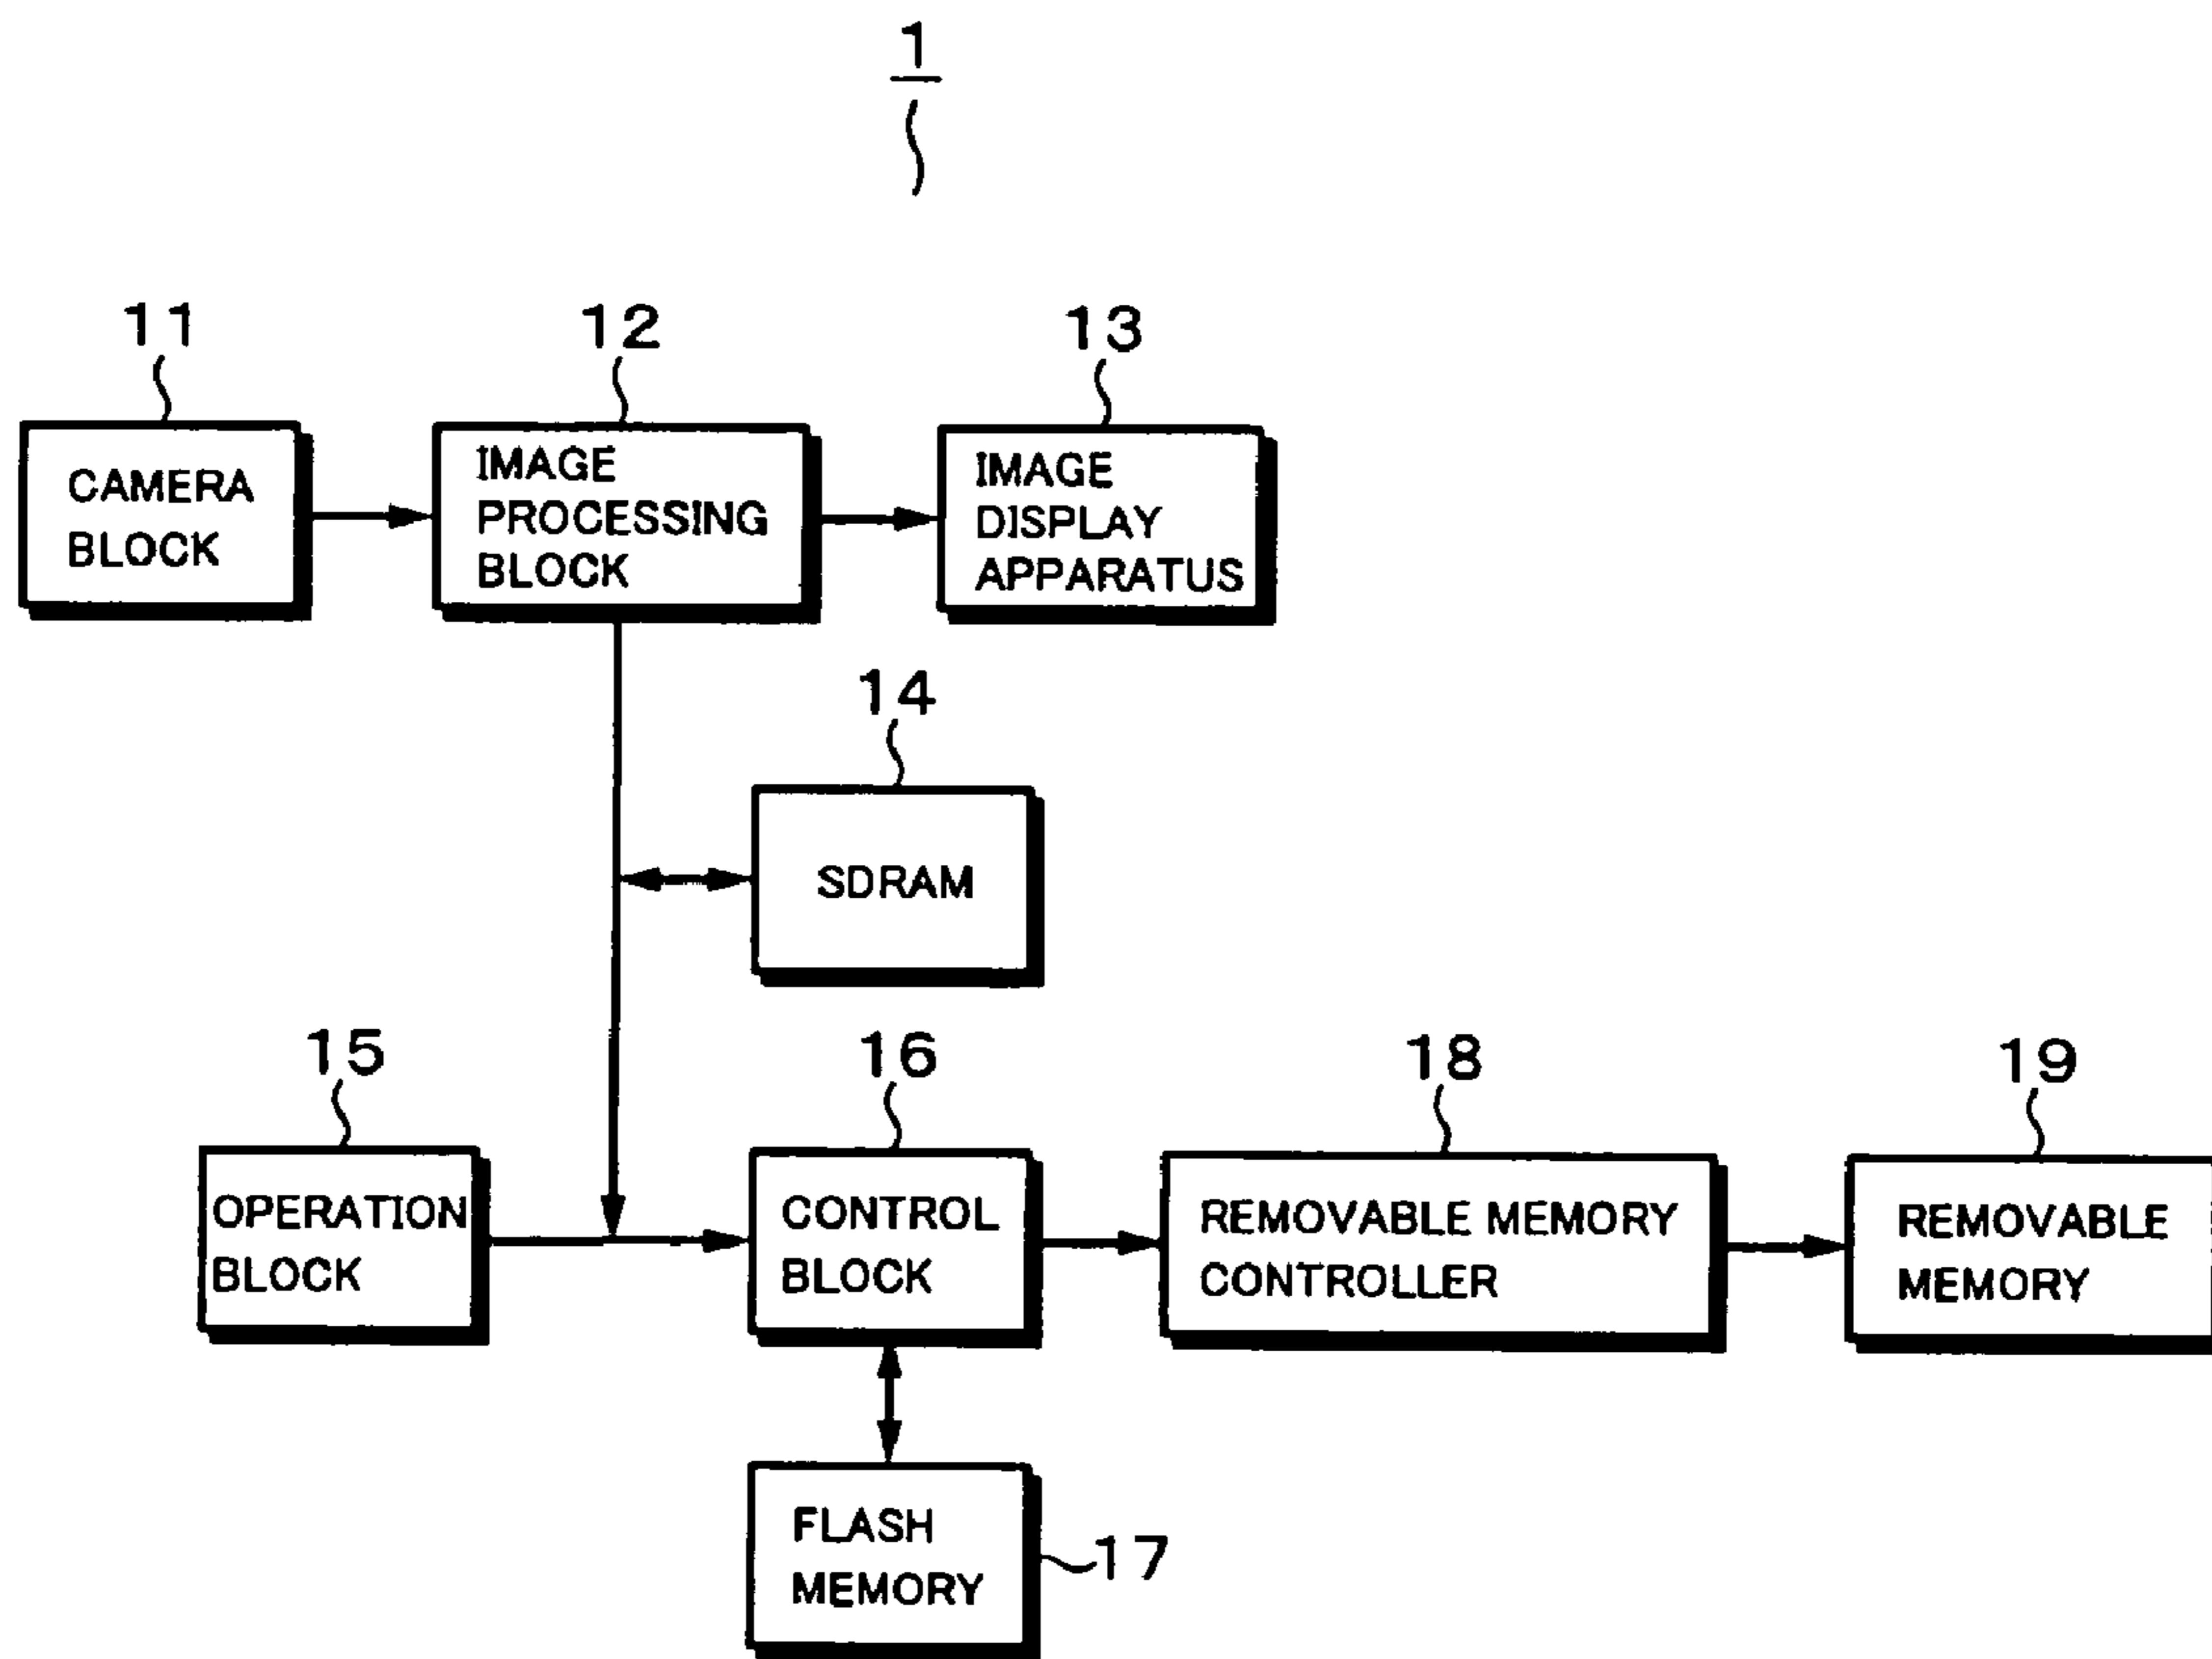 1
11
12
13
CAMERA
BLOCK
IMAGE
PROCESSING
BLOCK
IMAGE
DISPLAY
APPARATUS
14
SDRAM
15
16
18
19
OPERATION
BLOCK
CONTROL
BLOCK
REMOVABLE MEMORY
CONTROLLER
REMOVABLE
MEMORY
FLASH
MEMORY
17